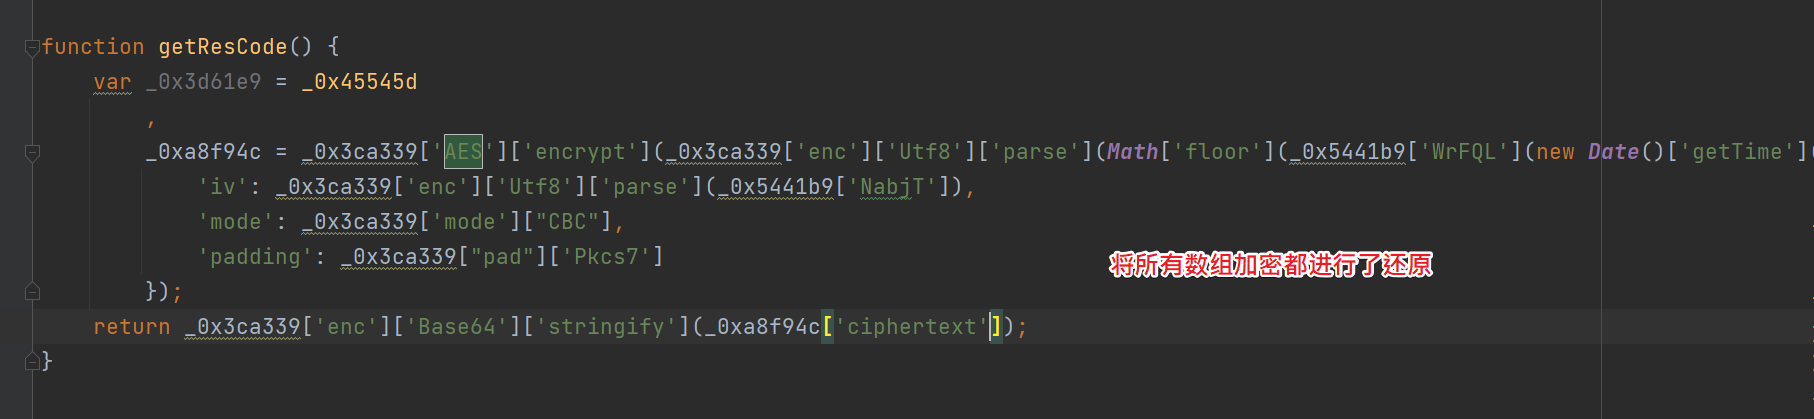 function getResCode() {
var _0x3d61e9 = _0x45545d
,
_0xa8f94c = _0x3ca339['AES']['encrypt'](_0x3ca339['enc']['Utf8']['parse'](Math['floor'](_0x5441b9['WrFQL'](new Date()['getTime'](
'iv': _0x3ca339['enc']['Utf8']['parse'](_0x5441b9['NabjT']),
'mode': _0x3ca339['mode']["CBC"],
'padding': _0x3ca339["pad"]['Pkcs7']
将所有数组加密都进行了还原
});
return _0x3ca339['enc']['Base64']['stringify'](_0xa8f94c['ciphertext']);
}